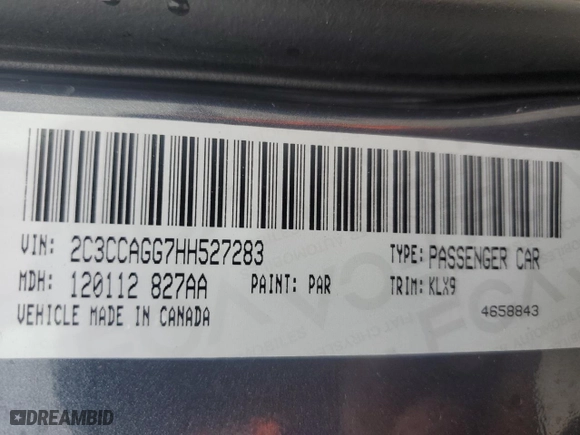 VIN: 2C3CCAGG7HH527283 TYPE: PASSENGER CAR
MDH: 120112 827AA PAINT: PAR TRIM: KLX9
VEHICLE MADE IN CANADA 4658843
DREAMBID